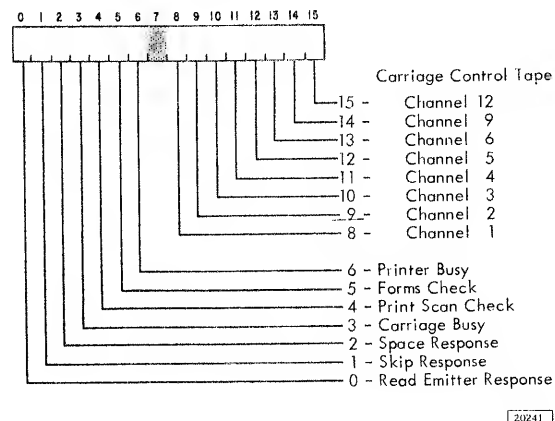 0 1 2 3 4 5 6 7 8 9 10 11 12 13 14 15
Carriage Control Tape
15 - Channel 12
14 - Channel 9
13 - Channel 6
12 - Channel 5
11 - Channel 4
10 - Channel 3
9 - Channel 2
8 - Channel 1
6 - Printer Busy
5 - Forms Check
4 - Print Scan Check
3 - Carriage Busy
2 - Space Response
1 - Skip Response
0 - Read Emitter Response
20241